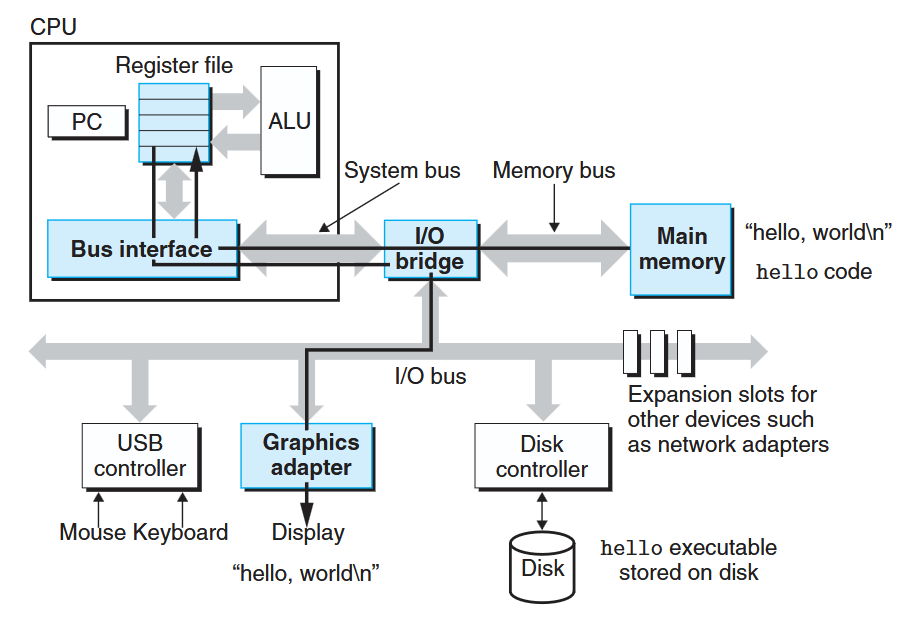 CPU
Register file
PC
ALU
System bus
Memory bus
Bus interface
I/O
bridge
Main
memory
“hello, world\n”
hello code
I/O bus
Expansion slots for
other devices such
as network adapters
USB
controller
Graphics
adapter
Disk
controller
Mouse Keyboard
Display
“hello, world\n”
Disk
hello executable
stored on disk